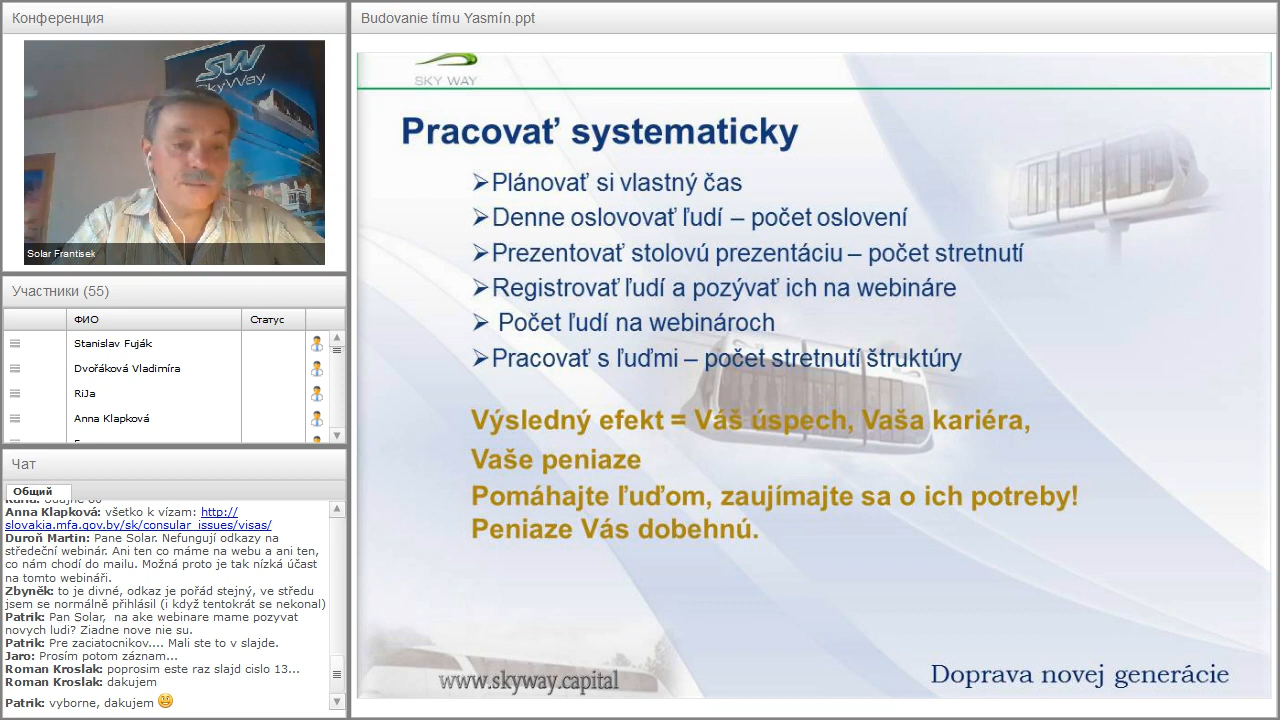 Конференция
SW
SkyWay
Solar Frantisek
Участники (55)
ФИО
Статус
Stanislav Fuják
Dvořáková Vladimíra
RiJa
Anna Klapková
Чат
Общий
Anna Klapková: všetko k vízam: http://
slovakia.mfa.gov.by/sk/consular_issues/visas/
Duroň Martin: Pane Solar. Nefungují odkazy na
středeční webinár. Ani ten co máme na webu a ani ten,
co nám chodí do mailu. Možná proto je tak nízká účast
na tomto webináři.
Zbyněk: to je divné, odkaz je pořád stejný, ve středu
jsem se normálně přihlásil (i když tentokrát se nekonal)
Patrik: Pan Solar, na ake webinare mame pozyvat
novych ludi? Ziadne nove nie su.
Patrik: Pre zaciatocnikov.... Mali ste to v slajde.
Jaro: Prosím potom záznam...
Roman Kroslak: poprosim este raz slajd cislo 13...
Roman Kroslak: dakujem
Patrik: vyborne, dakujem
Budovanie tímu Yasmín.ppt
SKY WAY
Pracovať systematicky
➢Plánovať si vlastný čas
➢Denne oslovovať ľudí – počet oslovení
➢Prezentovať stolovú prezentáciu – počet stretnutí
➢Registrovať ľudí a pozývať ich na webináre
➢ Počet ľudí na webinároch
➢Pracovať s ľuďmi – počet stretnutí štruktúry
Výsledný efekt = Váš úspech, Vaša kariéra,
Vaše peniaze
Pomáhajte ľuďom, zaujímajte sa o ich potreby!
Peniaze Vás dobehnú.
www.skyway.capital
Doprava novej generácie